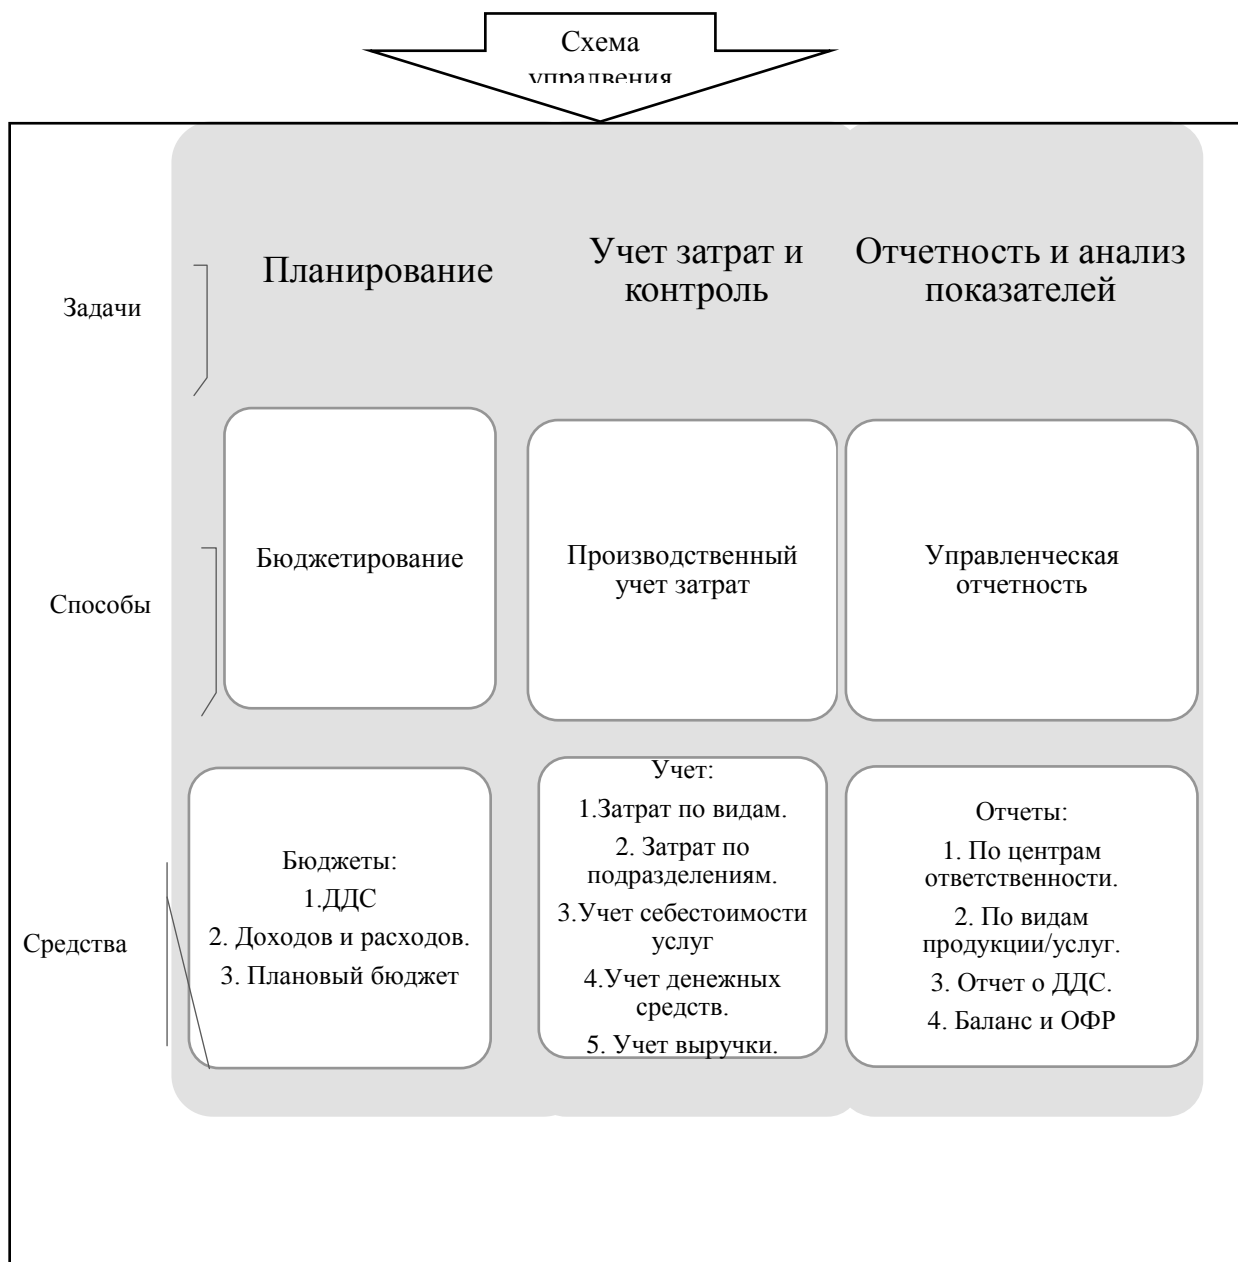 Схема
упралвения
Задачи
Планирование
Учет затрат и
контроль
Отчетность и анализ
показателей
Способы
Бюджетирование
Производственный
учет затрат
Управленческая
отчетность
Средства
Бюджеты:
1.ДДС
2. Доходов и расходов.
3. Плановый бюджет
Учет:
1.Затрат по видам.
2. Затрат по
подразделениям.
3.Учет себестоимости
услуг
4.Учет денежных
средств.
5. Учет выручки.
Отчеты:
1. По центрам
ответственности.
2. По видам
продукции/услуг.
3. Отчет о ДДС.
4. Баланс и ОФР